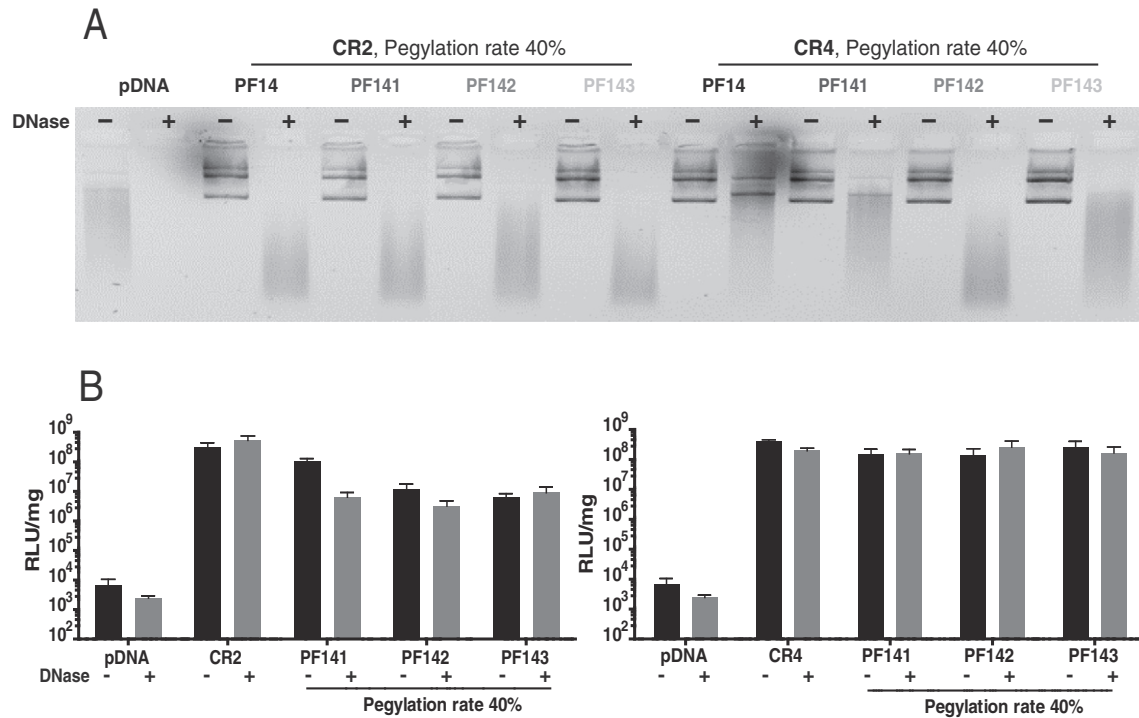 A
CR2, Pegylation rate 40% CR4, Pegylation rate 40%
pDNA PF14 PF141 PF142 PF143 PF14 PF141 PF142 PF143
DNase – + – + – + – + – + – + – + – + – +
B
10⁹ 10⁹
10⁸ 10⁸
10⁷ 10⁷
10⁶ 10⁶
10⁵ 10⁵
10⁴ 10⁴
10³ 10³
10² 10²
RLU/mg RLU/mg
pDNA CR2 PF141 PF142 PF143 pDNA CR4 PF141 PF142 PF143
DNase - + - + - + - + - + - + - + - + - + - +
Pegylation rate 40% Pegylation rate 40%